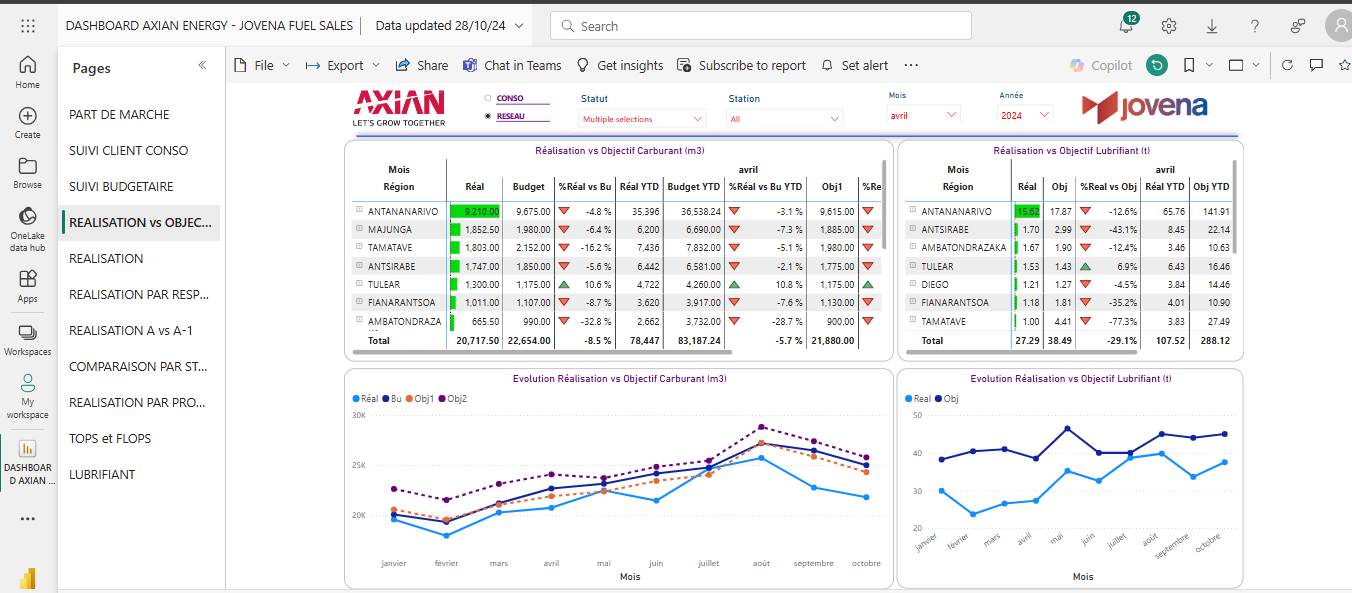 DASHBOARD AXIAN ENERGY - JOVENA FUEL SALES | Data updated 28/10/24
Search
12
Home
Create
Browse
OneLake
data hub
Apps
Workspaces
My
workspace
DASHBOAR
D AXIAN ...
Pages
PART DE MARCHE
SUIVI CLIENT CONSO
SUIVI BUDGETAIRE
REALISATION vs OBJEC...
REALISATION
REALISATION PAR RESP...
REALISATION A vs A-1
COMPARAISON PAR ST...
REALISATION PAR PRO...
TOPS et FLOPS
LUBRIFIANT
File Export Share Chat in Teams Get insights Subscribe to report Set alert ... Copilot
AXIAN
LET'S GROW TOGETHER
CONSO
RESEAU
Statut
Multiple selections
Station
All
Mois
avril
Année
2024
jovena
Réalisation vs Objectif Carburant (m3)
Mois avril
Région Réal Budget %Réal vs Bu Réal YTD Budget YTD %Réal vs Bu YTD Obj1 %Re
ANTANANARIVO 9,210.00 9,675.00 -4.8 % 35,396 36,538.24 -3.1 % 9,615.00
MAJUNGA 1,852.50 1,980.00 -6.4 % 6,200 6,690.00 -7.3 % 1,885.00
TAMATAVE 1,803.00 2,152.00 -16.2 % 7,436 7,832.00 -5.1 % 1,980.00
ANTSIRABE 1,747.00 1,850.00 -5.6 % 6,442 6,581.00 -2.1 % 1,775.00
TULEAR 1,300.00 1,175.00 10.6 % 4,722 4,260.00 10.8 % 1,175.00
FIANARANTSOA 1,011.00 1,107.00 -8.7 % 3,620 3,917.00 -7.6 % 1,130.00
AMBATONDRAZA 665.50 990.00 -32.8 % 2,662 3,732.00 -28.7 % 900.00
Total 20,717.50 22,654.00 -8.5 % 78,447 83,187.24 -5.7 % 21,880.00
Réalisation vs Objectif Lubrifiant (t)
Mois avril
Région Réal Obj %Real vs Obj Réal YTD Obj YTD
ANTANANARIVO 15.62 17.87 -12.6% 65.76 141.91
ANTSIRABE 1.70 2.99 -43.1% 8.45 22.14
AMBATONDRAZAKA 1.67 1.90 -12.4% 3.46 10.63
TULEAR 1.53 1.43 6.9% 6.43 16.46
DIEGO 1.21 1.27 -4.5% 3.84 14.46
FIANARANTSOA 1.18 1.81 -35.2% 4.01 10.90
TAMATAVE 1.00 4.41 -77.3% 3.83 27.49
Total 27.29 38.49 -29.1% 107.52 288.12
Evolution Réalisation vs Objectif Carburant (m3)
Réal Bu Obj1 Obj2
30K
25K
20K
janvier février mars avril mai juin juillet août septembre octobre
Mois
Evolution Réalisation vs Objectif Lubrifiant (t)
Real Obj
50
40
30
20
janvier février mars avril mai juin juillet août septembre octobre
Mois